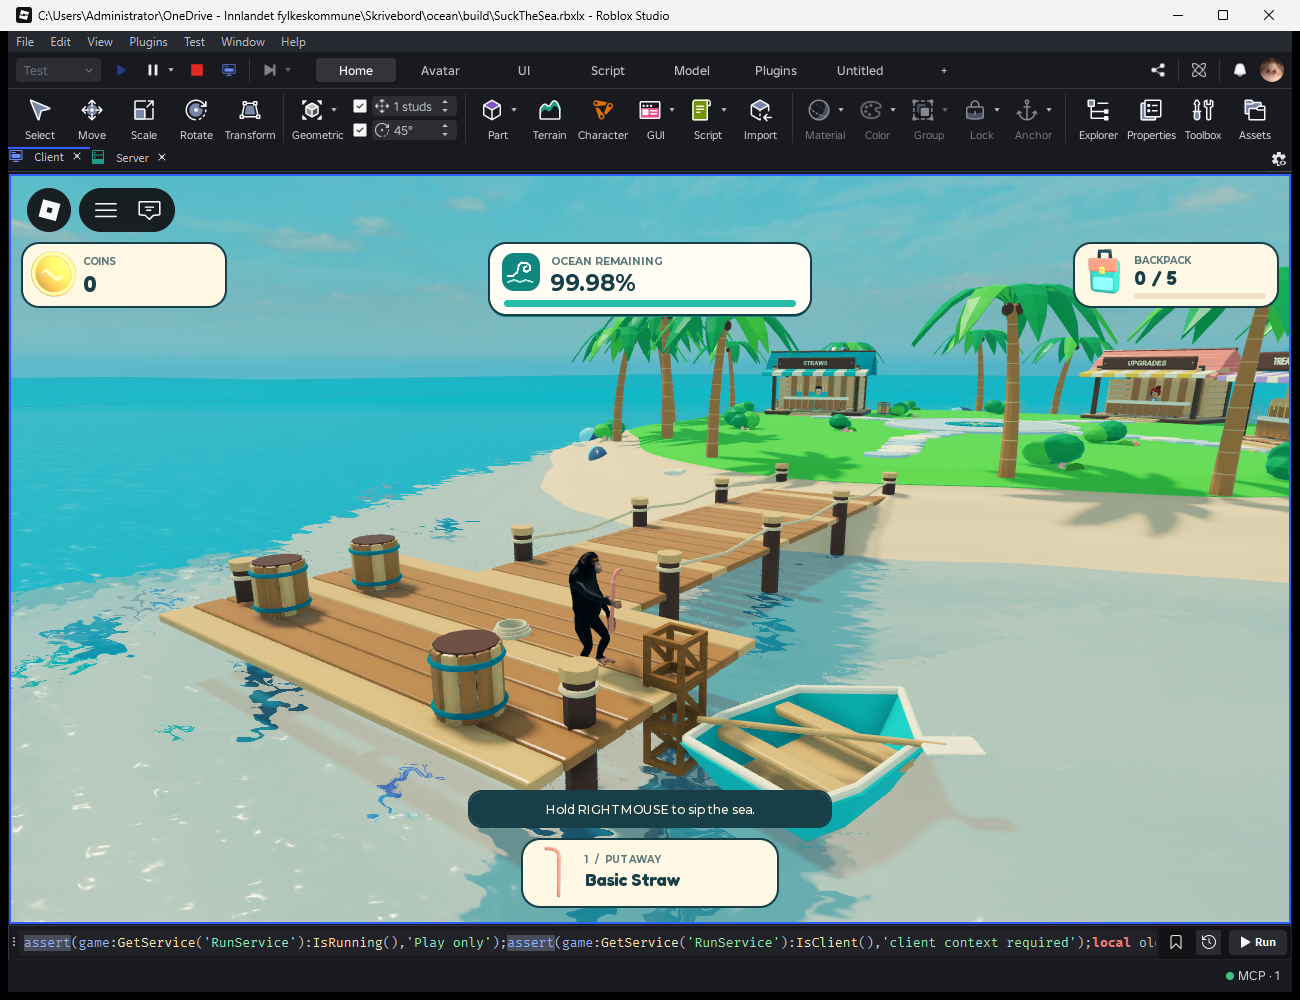 C:\Users\Administrator\OneDrive - Innlandet fylkeskommune\Skrivebord\ocean\build\SuckTheSea.rbxlx - Roblox Studio
File Edit View Plugins Test Window Help
Test Home Avatar UI Script Model Plugins Untitled +
1 studs
45°
Select Move Scale Rotate Transform Geometric Part Terrain Character GUI Script Import Material Color Group Lock Anchor Explorer Properties Toolbox Assets
Client Server
COINS
0
OCEAN REMAINING
99.98%
BACKPACK
0 / 5
STRAWS
UPGRADES
Hold RIGHTMOUSE to sip the sea.
1 / PUT AWAY
Basic Straw
assert(game:GetService('RunService'):IsRunning(),'Play only');assert(game:GetService('RunService'):IsClient(),'client context required');local
Run
MCP · 1